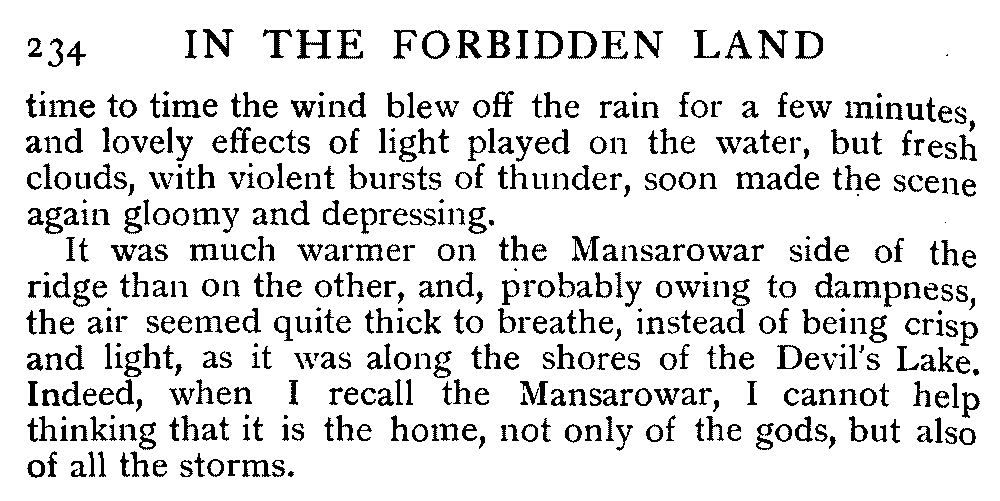 234 IN THE FORBIDDEN LAND
time to time the wind blew off the rain for a few minutes,
and lovely effects of light played on the water, but fresh
clouds, with violent bursts of thunder, soon made the scene
again gloomy and depressing.
It was much warmer on the Mansarowar side of the
ridge than on the other, and, probably owing to dampness,
the air seemed quite thick to breathe, instead of being crisp
and light, as it was along the shores of the Devil's Lake.
Indeed, when I recall the Mansarowar, I cannot help
thinking that it is the home, not only of the gods, but also
of all the storms.